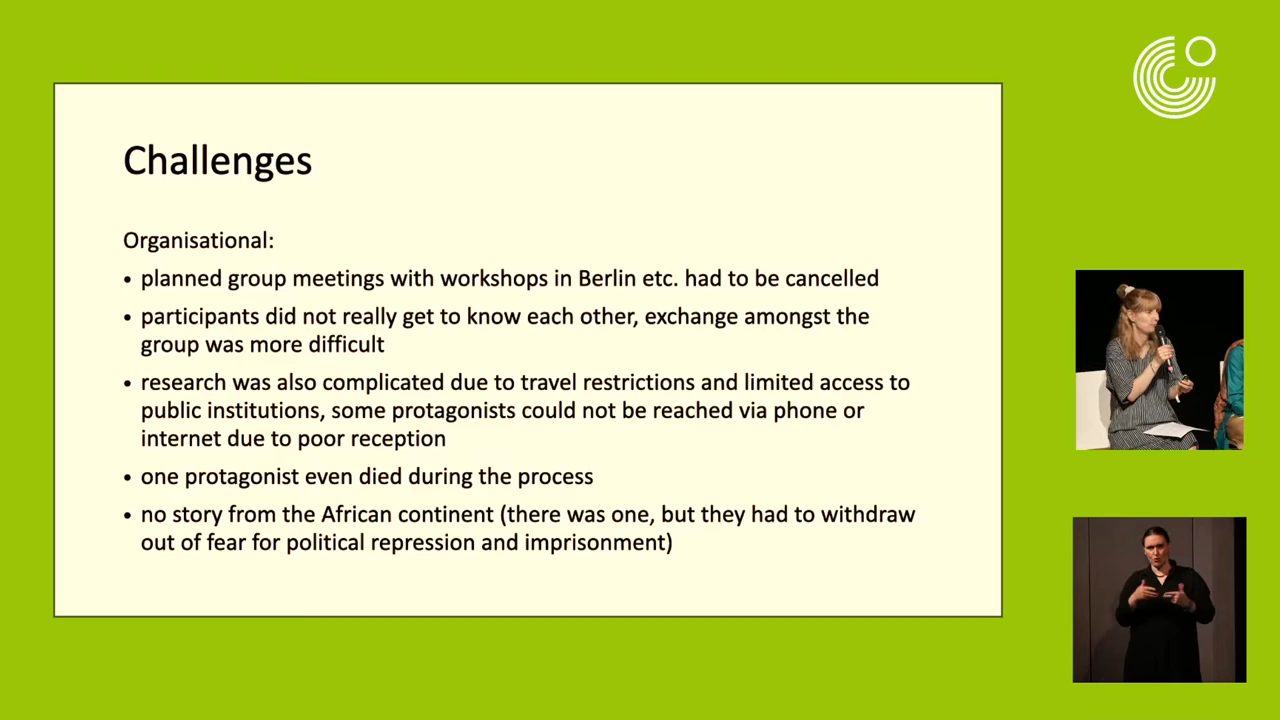 Challenges
Organisational:
• planned group meetings with workshops in Berlin etc. had to be cancelled
• participants did not really get to know each other, exchange amongst the
group was more difficult
• research was also complicated due to travel restrictions and limited access to
public institutions, some protagonists could not be reached via phone or
internet due to poor reception
• one protagonist even died during the process
• no story from the African continent (there was one, but they had to withdraw
out of fear for political repression and imprisonment)